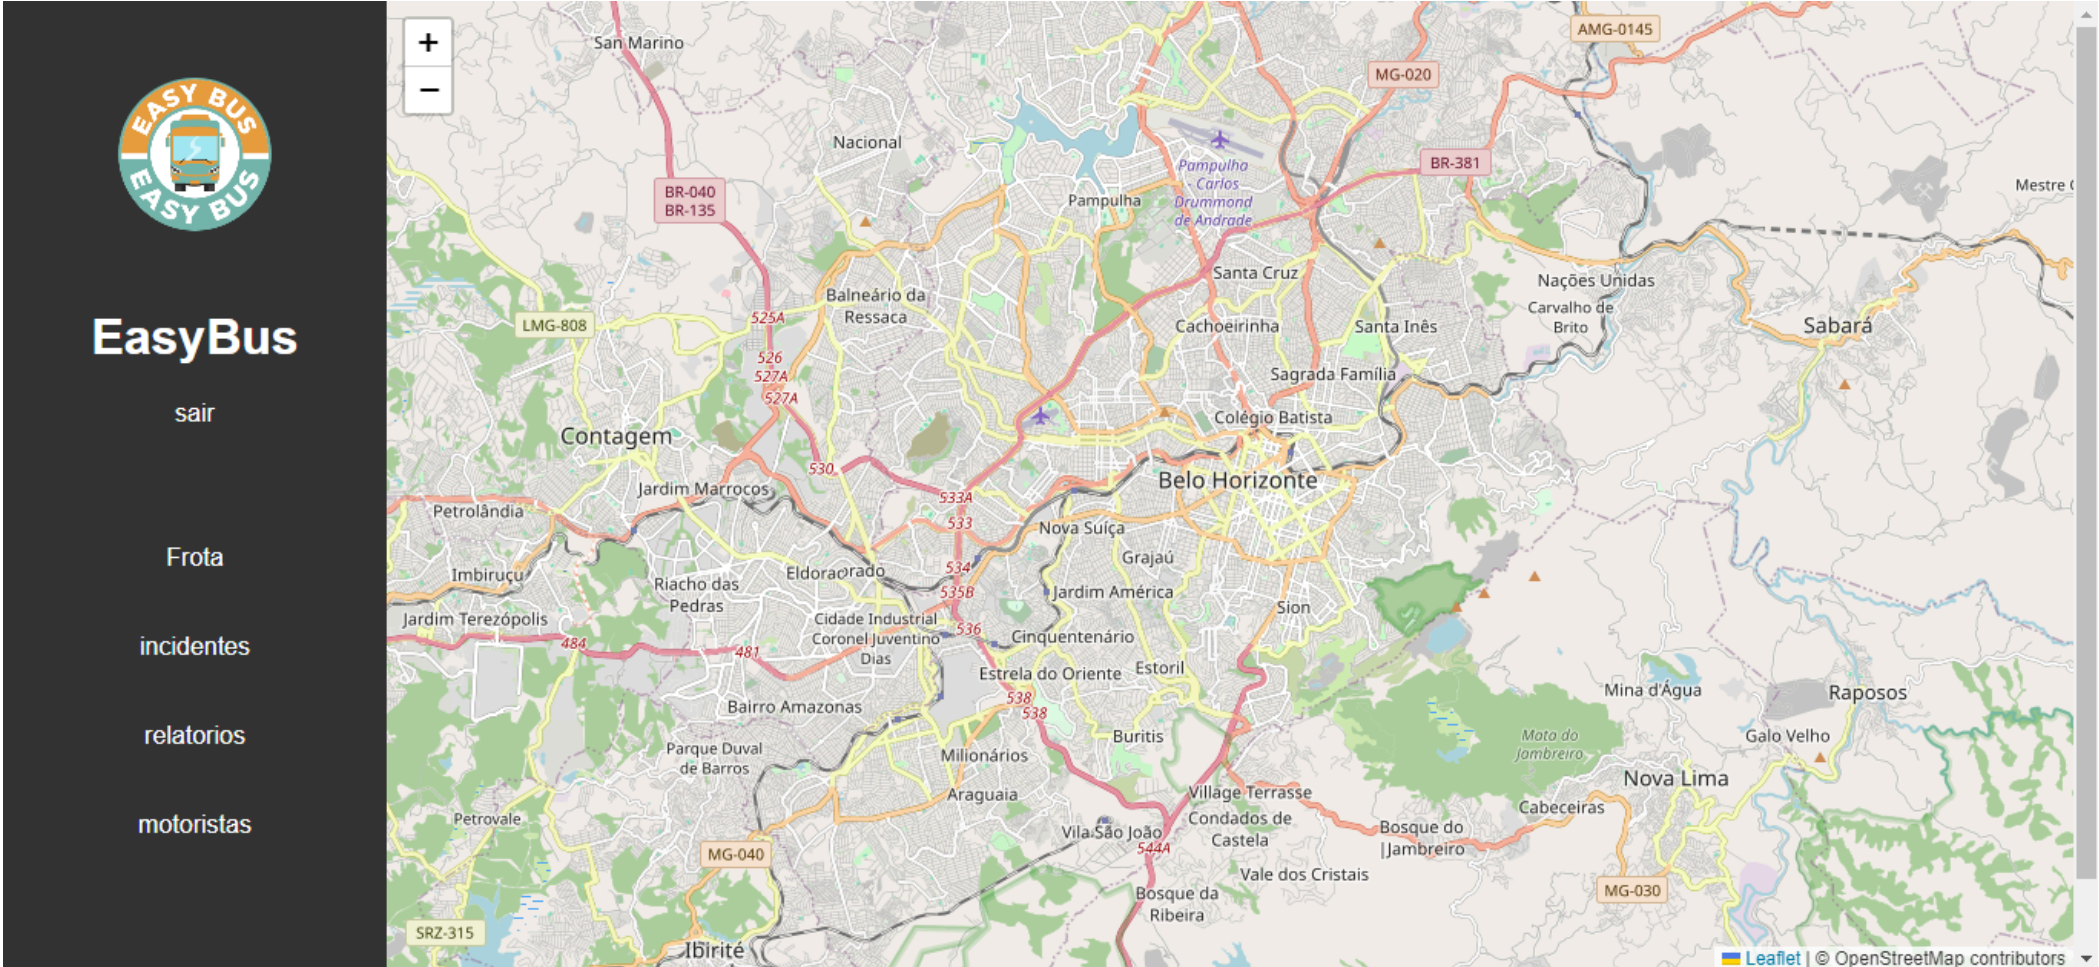 EASY BUS
EASY BUS
EasyBus
sair
Frota
incidentes
relatorios
motoristas
+
−
San Marino
AMG-0145
MG-020
Nacional
BR-381
Pampulha
- Carlos
Drummond
de Andrade
BR-040
BR-135
Pampulha
Mestre
Santa Cruz
Nações Unidas
Balneário da
Ressaca
Carvalho de
Brito
525A
LMG-808
Cachoeirinha
Santa Inês
Sabará
526
527A
527A
Sagrada Família
Colégio Batista
Contagem
530
Belo Horizonte
Jardim Marrocos
533A
Petrolândia
533
Nova Suíça
Grajaú
534
Imbiruçu
Eldorado
Riacho das
Pedras
535B
Jardim América
Sion
Jardim Terezópolis
Cidade Industrial
Coronel Juventino
Dias
536
Cinquentenário
484
481
Estrela do Oriente
Estoril
Mina d'Água
Raposos
538
538
Bairro Amazonas
Buritis
Mata do
Jambreiro
Galo Velho
Parque Duval
de Barros
Milionários
Nova Lima
Araguaia
Village Terrasse
Cabeceiras
Petrovale
Vila São João
Condados de
Castela
Bosque do
|Jambreiro
544A
MG-040
Vale dos Cristais
MG-030
Bosque da
Ribeira
SRZ-315
Ibirité
Leaflet | © OpenStreetMap contributors